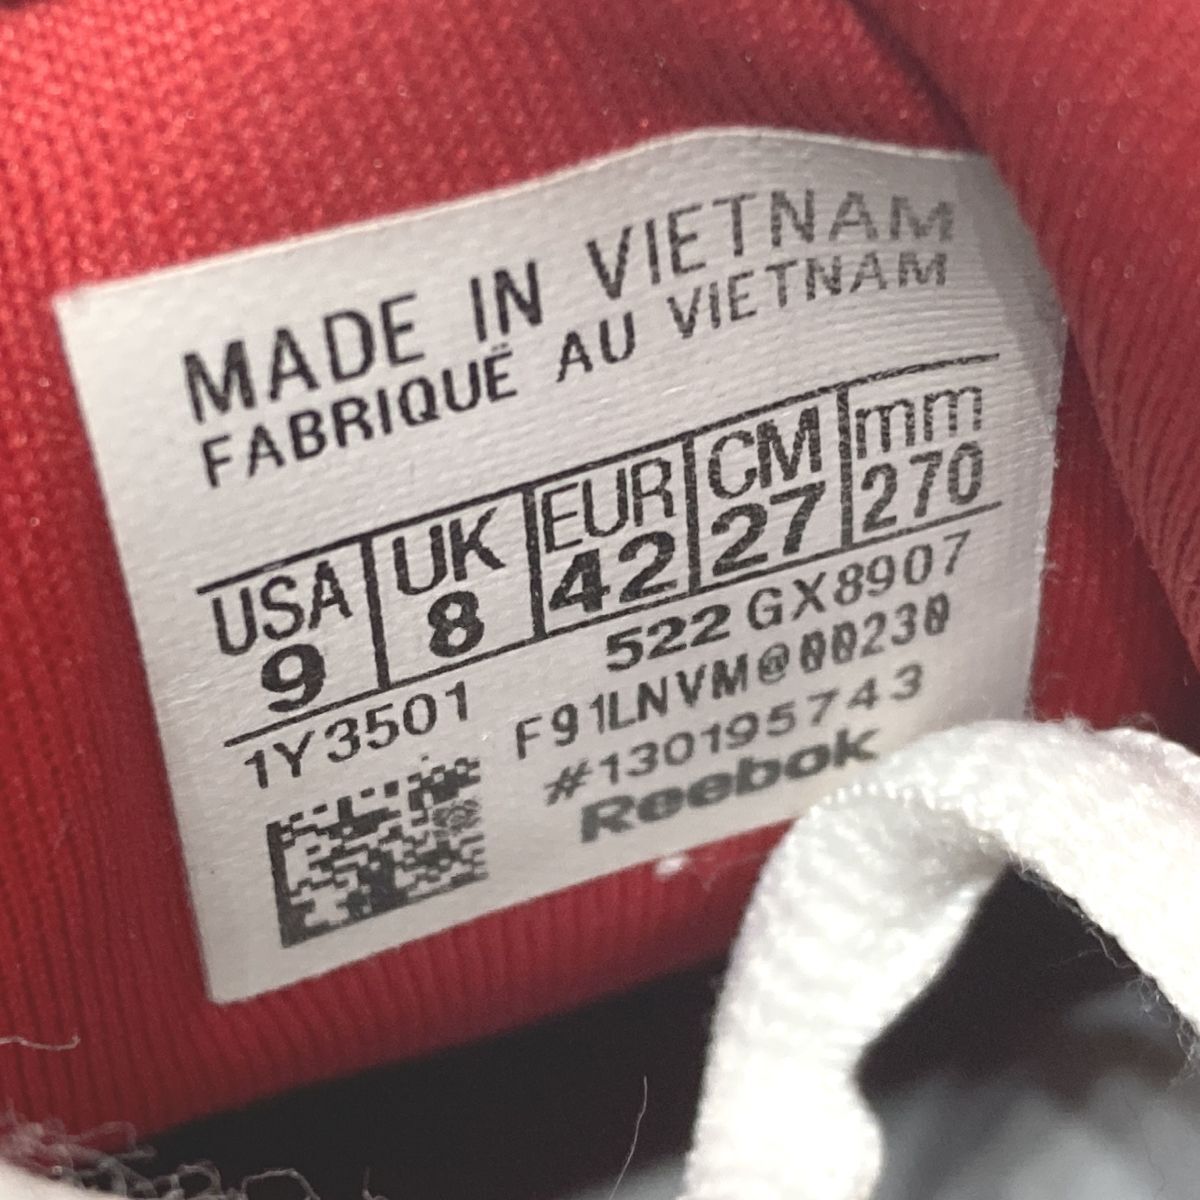 MADE IN VIETNAM
FABRIQUÉ AU VIETNAM
USA UK EUR CM mm
9 8 42 27 270
1Y3501 522 GX8907
F91LNVM@00230
#130195743
Reebok